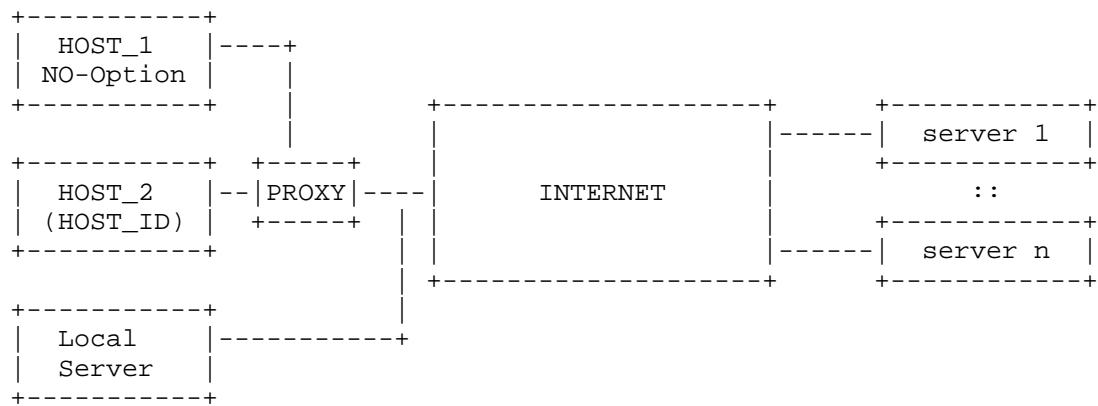 HOST_1
NO-Option
server 1
HOST_2 PROXY INTERNET ::
(HOST_ID)
server n
Local
Server